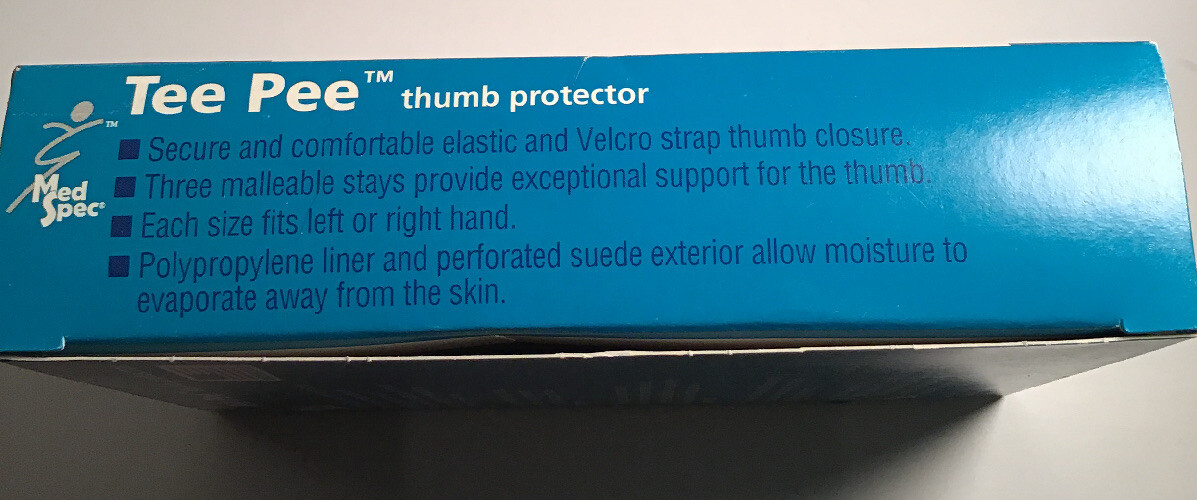 Tee Pee™ thumb protector
■ Secure and comfortable elastic and Velcro strap thumb closure.
■ Three malleable stays provide exceptional support for the thumb.
■ Each size fits left or right hand.
■ Polypropylene liner and perforated suede exterior allow moisture to
evaporate away from the skin.
™
Med
Spec®